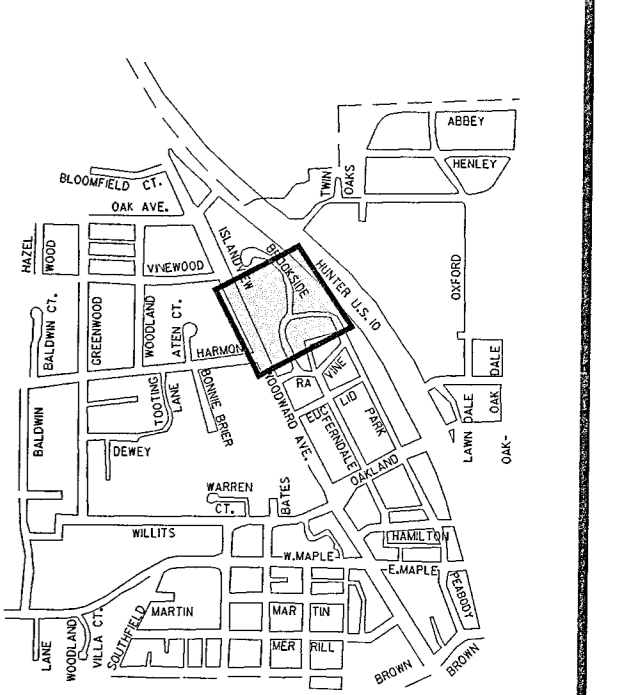 ABBEY
HENLEY
TWIN
OAKS
BLOOMFIELD CT.
OAK AVE.
HAZEL
WOOD
VINEWOOD
ISLANDVIEW
BROOKSIDE
HUNTER U.S.10
OXFORD
BALDWIN CT.
GREENWOOD
WOODLAND
ATEN CT.
HARMON
WOODWARD AVE.
RA
VINE
DALE
OAK
LAWN DALE
OAK-
BALDWIN
TOOTING
LANE
BONNIE BRIER
EUC
LID
FERNDALE
PARK
DEWEY
OAKLAND
WARREN
CT.
BATES
WILLITS
HAMILTON
W.MAPLE
E.MAPLE
PEABODY
MARTIN
MAR TIN
SOUTHFIELD
LANE
WOODLAND
VILLA CT.
MER RILL
BROWN
BROWN